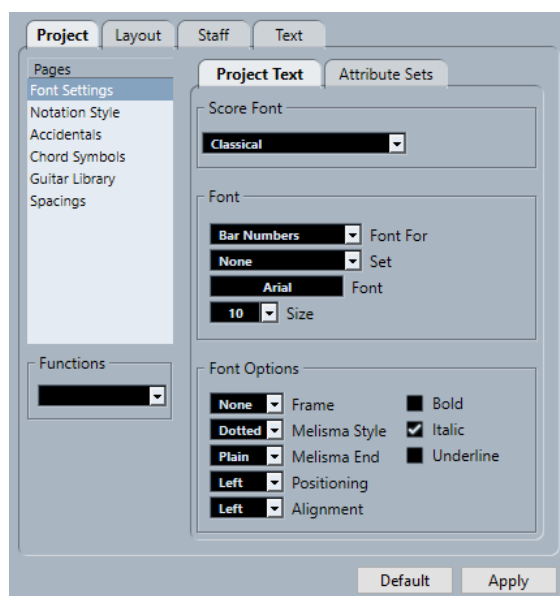 Project Layout Staff Text
Pages
Font Settings
Notation Style
Accidentals
Chord Symbols
Guitar Library
Spacings
Functions
Project Text Attribute Sets
Score Font
Classical
Font
Bar Numbers Font For
None Set
Arial Font
10 Size
Font Options
None Frame Bold
Dotted Melisma Style Italic
Plain Melisma End Underline
Left Positioning
Left Alignment
Default Apply